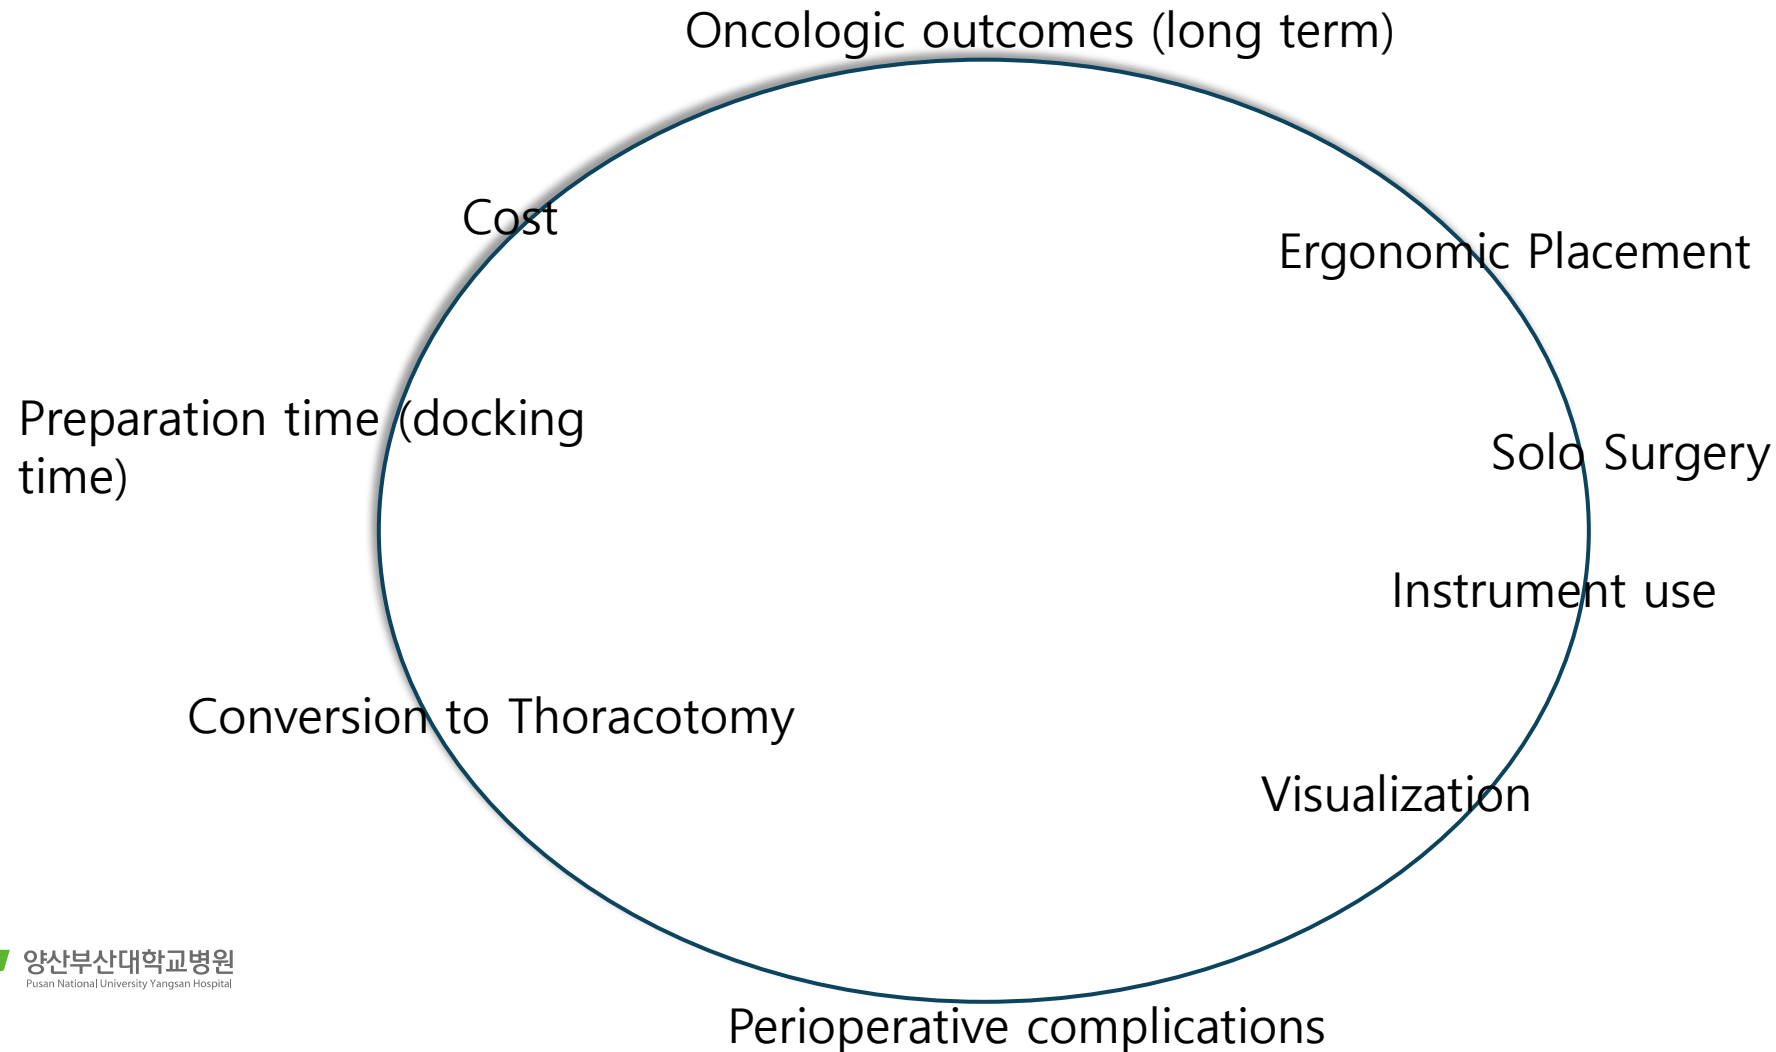 Oncologic outcomes (long term)
Cost
Ergonomic Placement
Preparation time (docking
time)
Solo Surgery
Instrument use
Conversion to Thoracotomy
Visualization
양산부산대학교병원
Pusan National University Yangsan Hospital
Perioperative complications